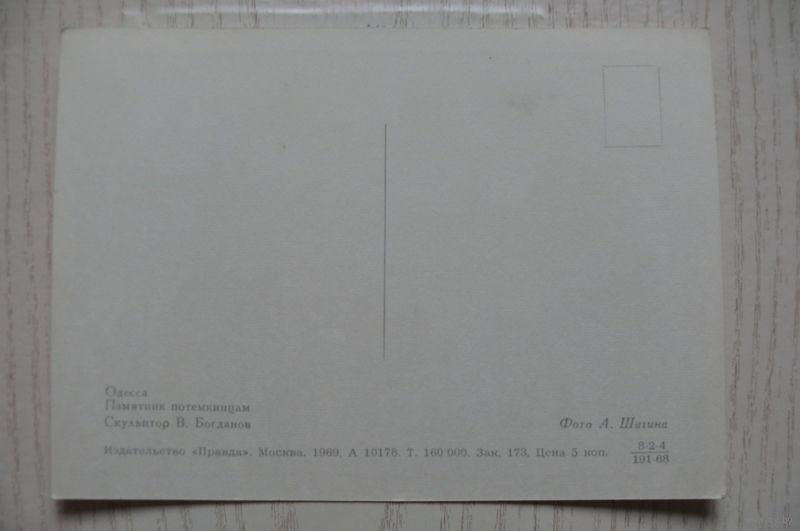 Одесса
Памятник потемкинцам
Скульптор В. Богданов
Фото А. Шагина
Издательство «Правда». Москва. 1969. А 10178. Т. 160 000. Зак. 173. Цена 5 коп.
8-2-4
191-68